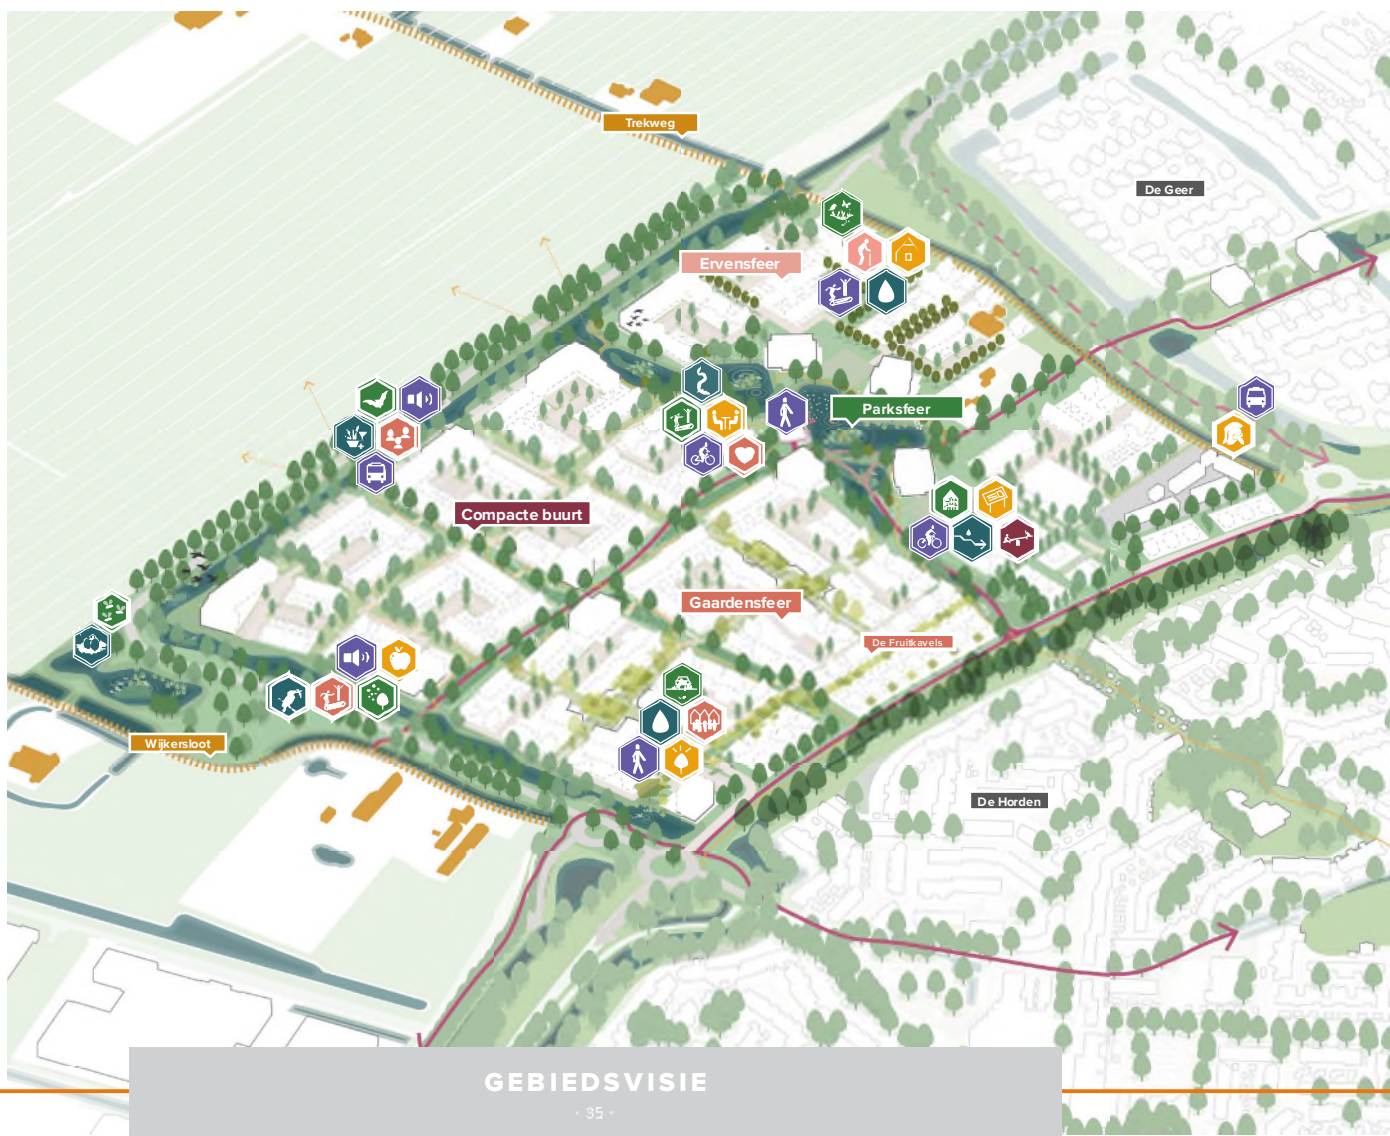 Trekweg
De Geer
Ervensfeer
Parksfeer
Compacte buurt
Gaardensfeer
De Fruitkavels
Wijkersloot
De Horden
GEBIEDSVISIE
• 35 •